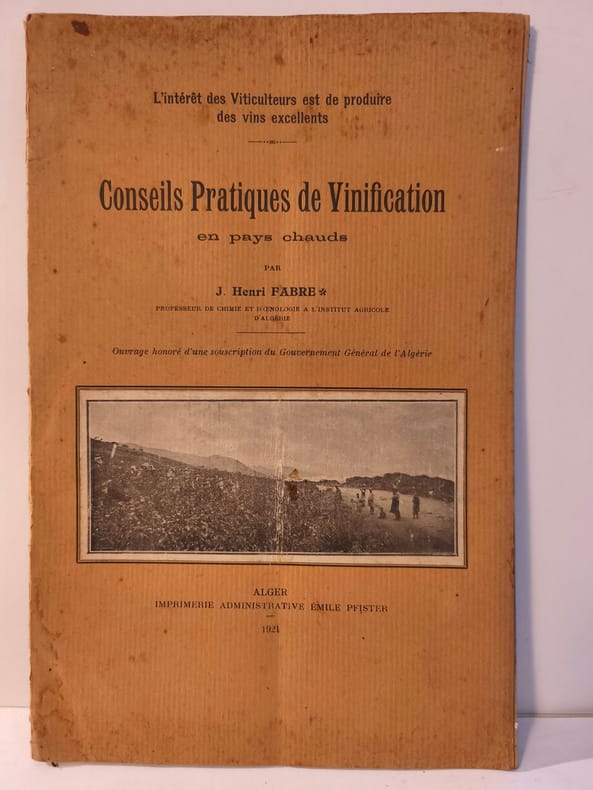 L'intérêt des Viticulteurs est de produire
des vins excellents
Conseils Pratiques de Vinification
en pays chauds
PAR
J. Henri FABRE *
PROFESSEUR DE CHIMIE ET D'ŒNOLOGIE A L'INSTITUT AGRICOLE
D'ALGÉRIE
Ouvrage honoré d'une souscription du Gouvernement Général de l'Algérie
ALGER
IMPRIMERIE ADMINISTRATIVE ÉMILE PFISTER
1921